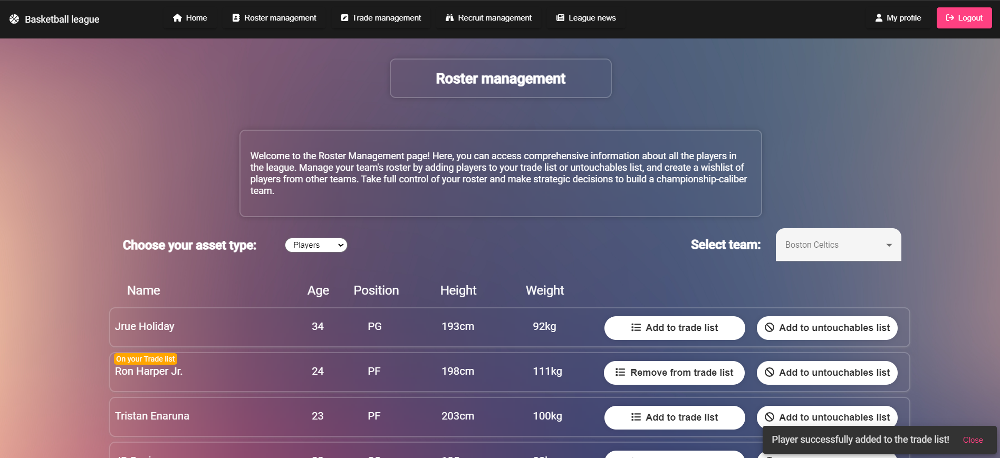 Basketball league
Home
Roster management
Trade management
Recruit management
League news
My profile
Logout
Roster management
Welcome to the Roster Management page! Here, you can access comprehensive information about all the players in
the league. Manage your team's roster by adding players to your trade list or untouchables list, and create a wishlist of
players from other teams. Take full control of your roster and make strategic decisions to build a championship-caliber
team.
Choose your asset type:
Players
Select team:
Boston Celtics
Name Age Position Height Weight
Jrue Holiday 34 PG 193cm 92kg Add to trade list Add to untouchables list
On your Trade list
Ron Harper Jr. 24 PF 198cm 111kg Remove from trade list Add to untouchables list
Tristan Enaruna 23 PF 203cm 100kg Add to trade list Add to untouchables list
Player successfully added to the trade list! Close